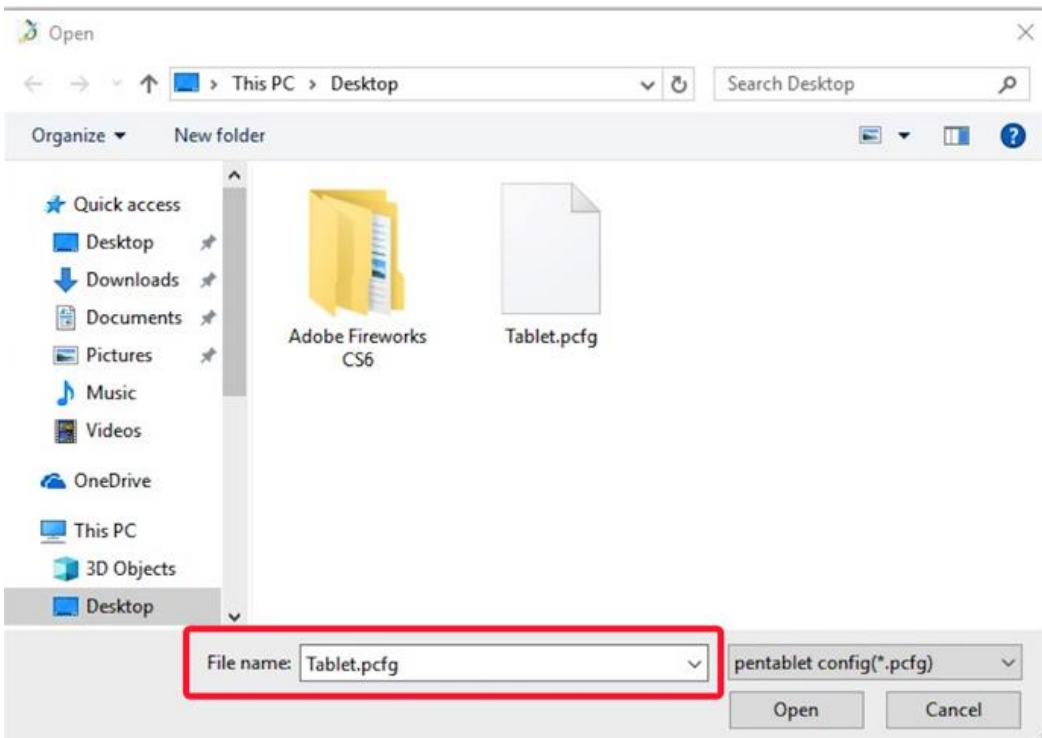 Open
This PC > Desktop
Search Desktop
Organize
New folder
Quick access
Desktop
Downloads
Documents
Pictures
Music
Videos
OneDrive
This PC
3D Objects
Desktop
Adobe Fireworks
CS6
Tablet.pcfg
File name: Tablet.pcfg
pentablet config(*.pcfg)
Open
Cancel